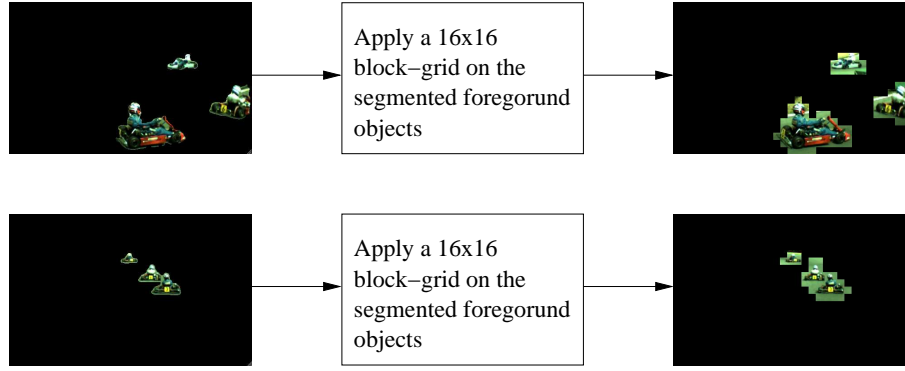 Apply a 16x16
block−grid on the
segmented foregorund
objects
Apply a 16x16
block−grid on the
segmented foregorund
objects